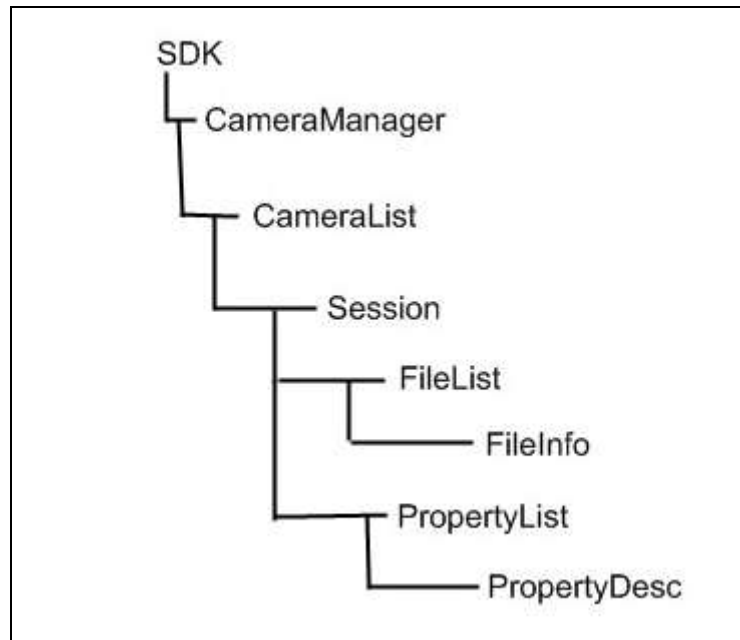 SDK
CameraManager
CameraList
Session
FileList
FileInfo
PropertyList
PropertyDesc